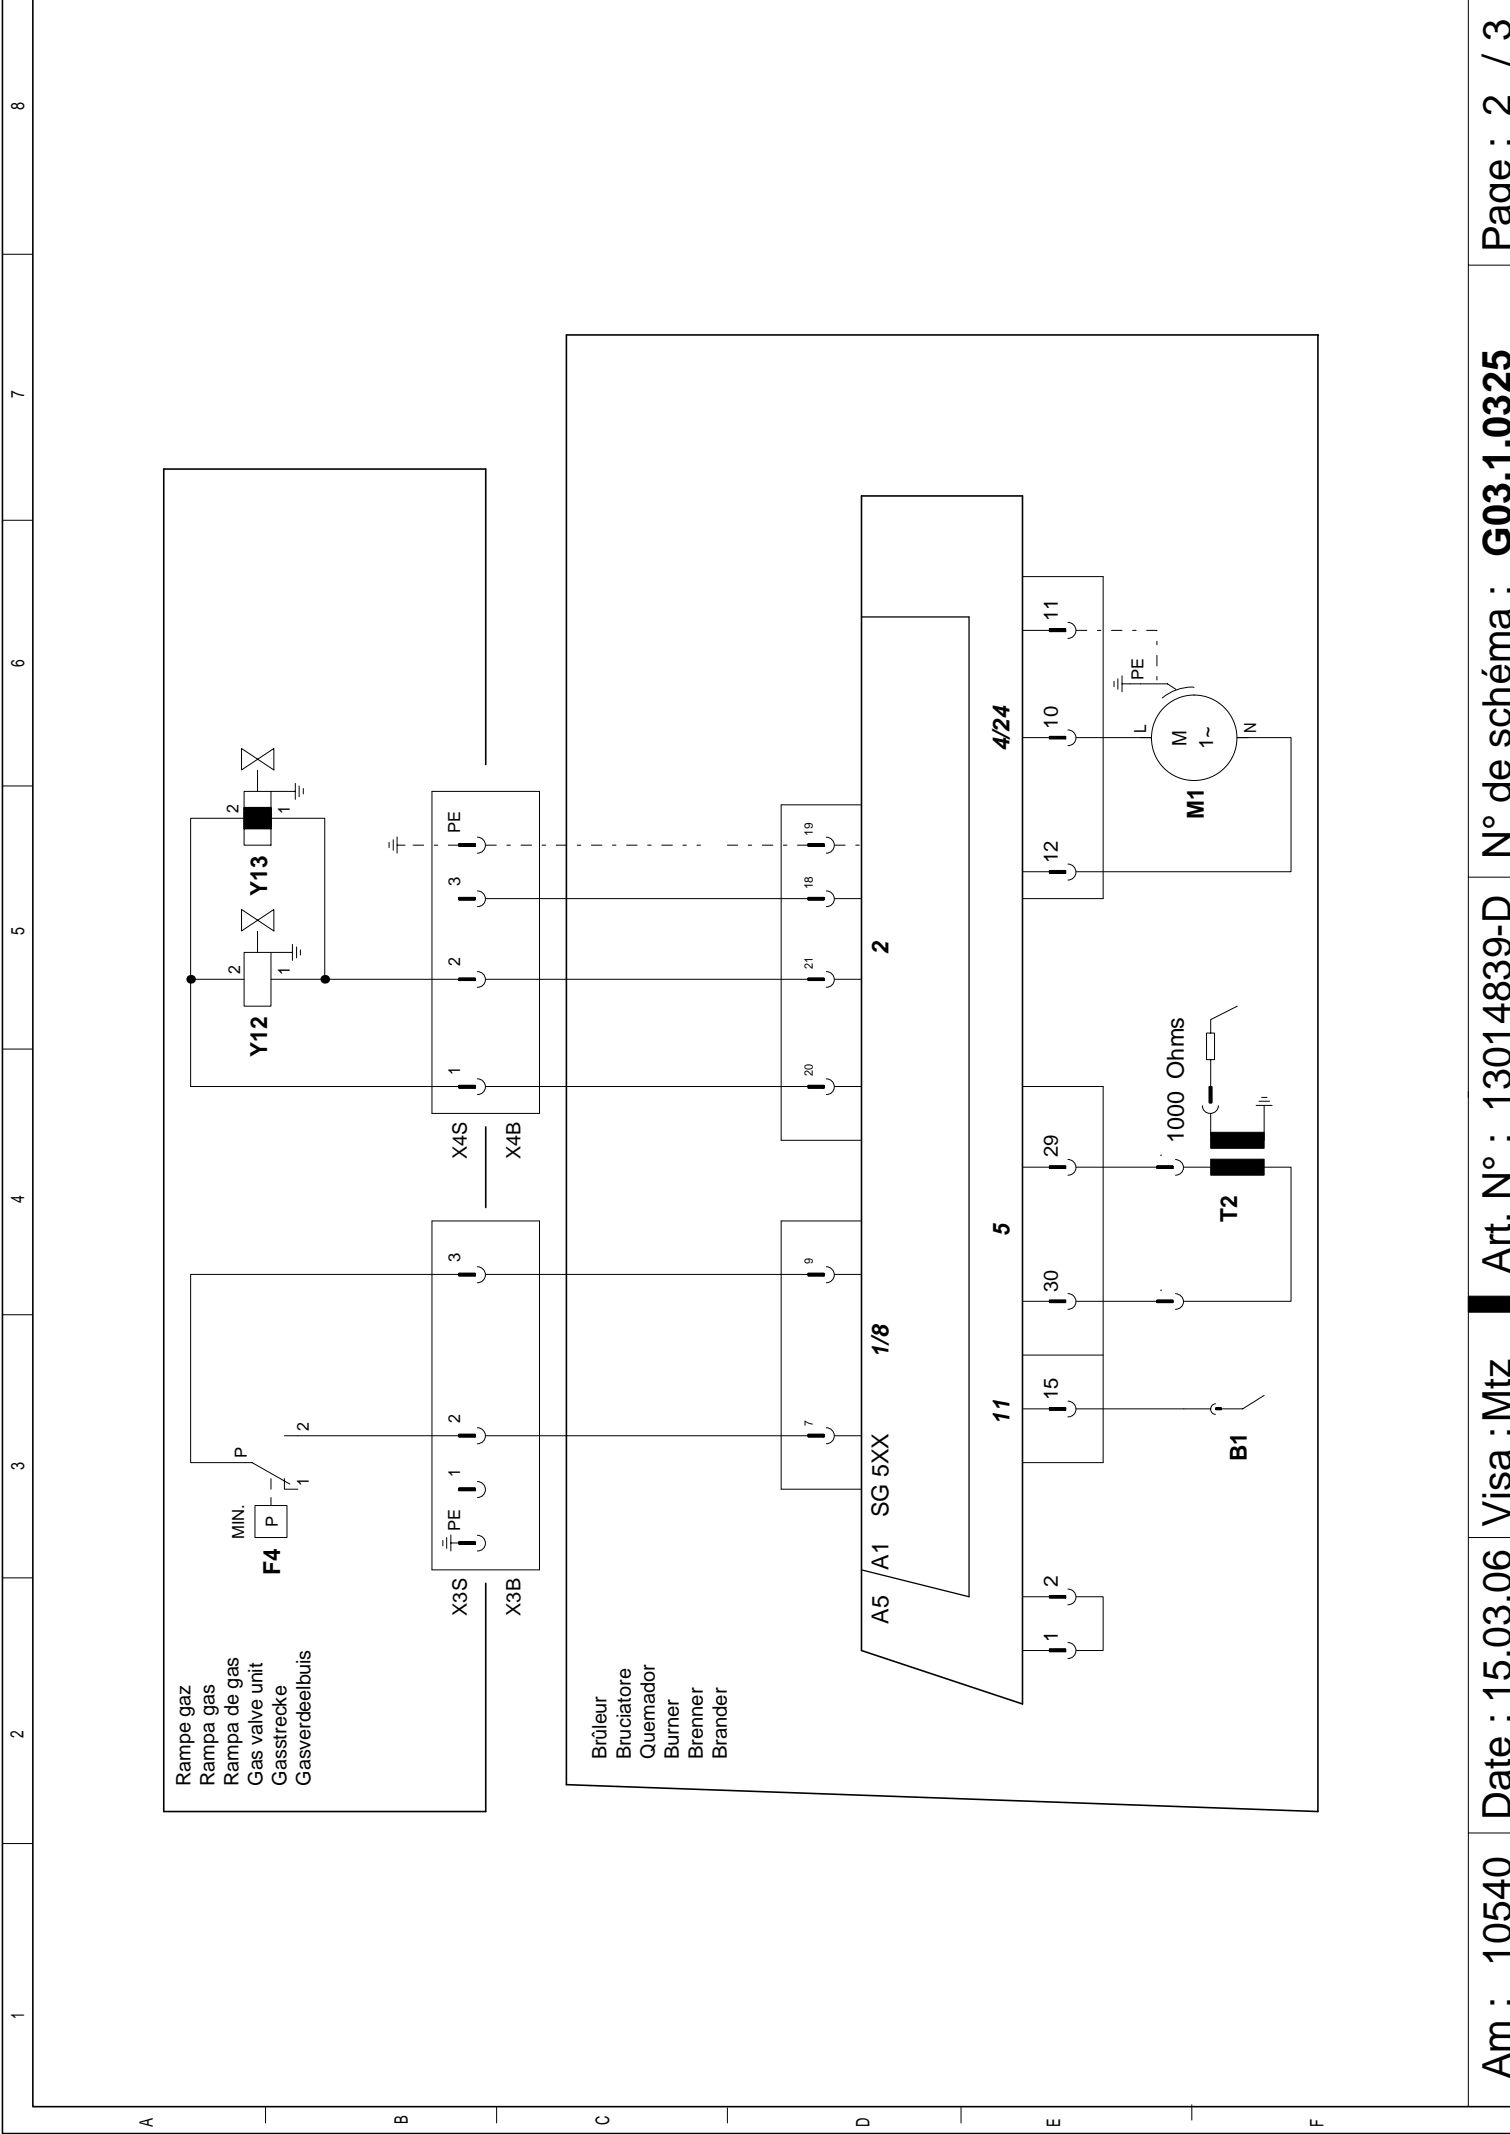 1 2 3 4 5 6 7 8
A
B
C
D
E
F
Rampe gaz
Rampa gas
Rampa de gas
Gas valve unit
Gasstrecke
Gasverdeelbuis
MIN.
P
P
F4
1
2
Y12
2
1
Y13
2
1
X3S
X3B
PE 1 2 3
X4S
X4B
1 2 3 PE
Brûleur
Bruciatore
Quemador
Burner
Brenner
Brander
7 9
20 21 18 19
A5 A1 SG 5XX 1/8 2
11 5 4/24
1 2 15 30 29 12 10 11
B1
T2
1000 Ohms
M1
M
1~
L
N
PE
Am : 10540
Date : 15.03.06
Visa : Mtz
Art. N° : 13014839-D
N° de schéma : G03.1.0325
Page : 2 / 3